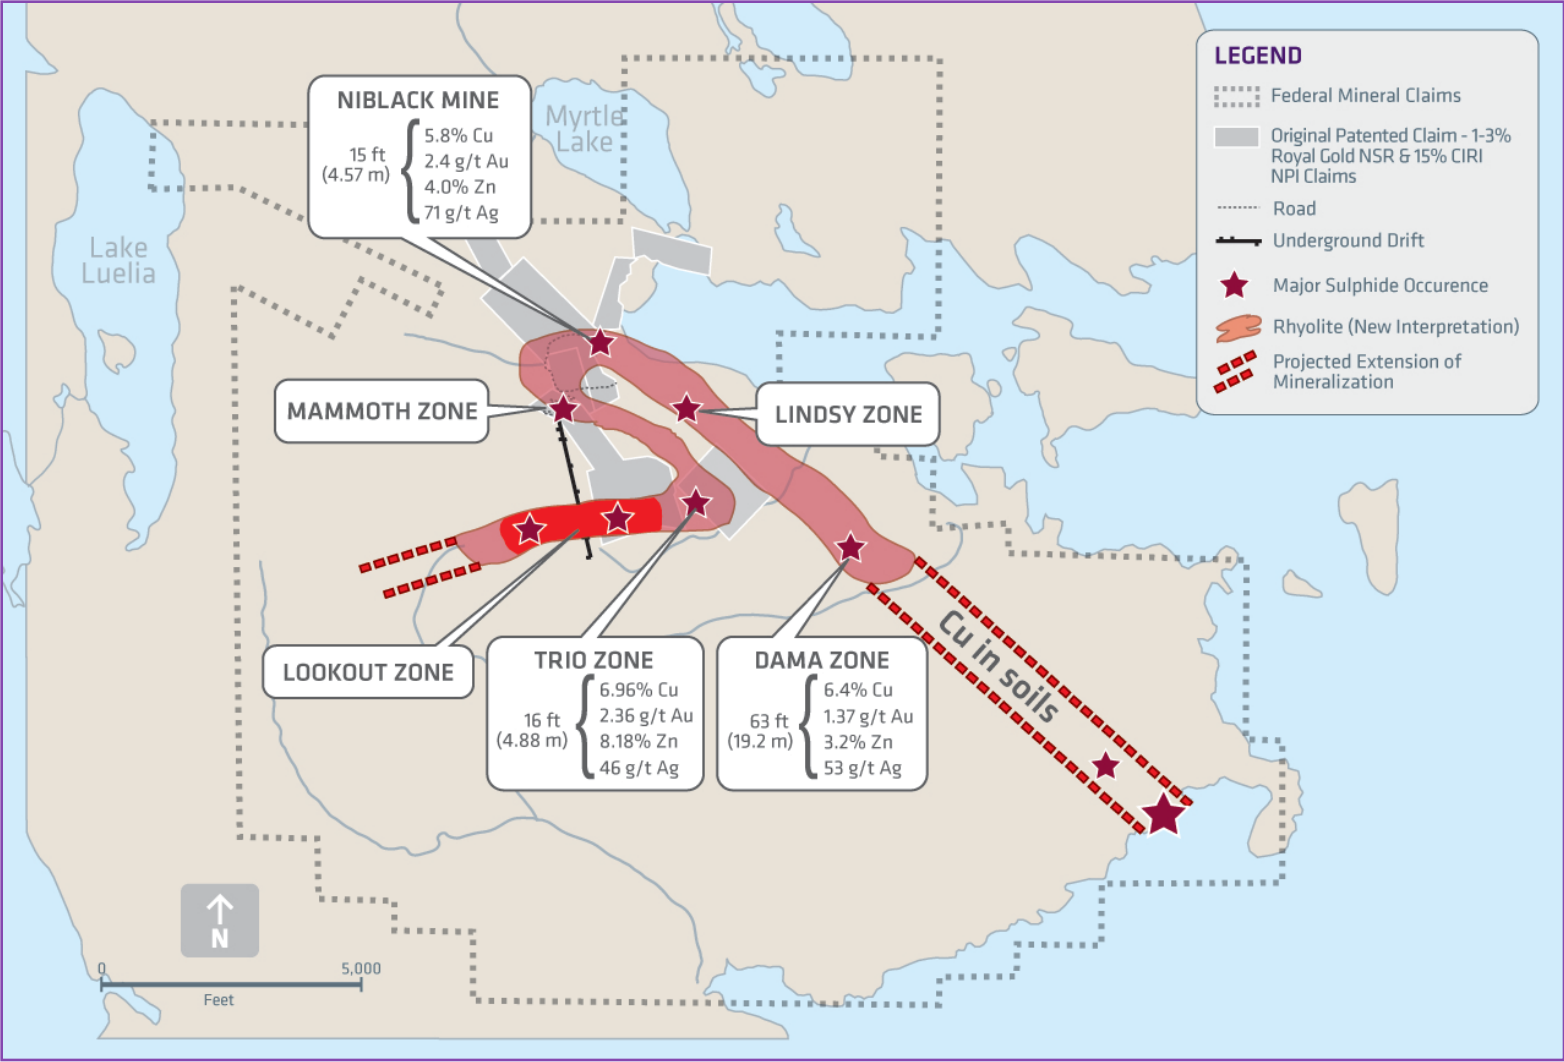 NIBLACK MINE
15 ft
(4.57 m)
5.8% Cu
2.4 g/t Au
4.0% Zn
71 g/t Ag
Myrtle
Lake
Lake
Luelia
MAMMOTH ZONE
LINDSY ZONE
LOOKOUT ZONE
TRIO ZONE
16 ft
(4.88 m)
6.96% Cu
2.36 g/t Au
8.18% Zn
46 g/t Ag
DAMA ZONE
63 ft
(19.2 m)
6.4% Cu
1.37 g/t Au
3.2% Zn
53 g/t Ag
Cu in soils
N
0 5,000
Feet
LEGEND
Federal Mineral Claims
Original Patented Claim - 1-3%
Royal Gold NSR & 15% CIRI
NPI Claims
Road
Underground Drift
Major Sulphide Occurence
Rhyolite (New Interpretation)
Projected Extension of
Mineralization